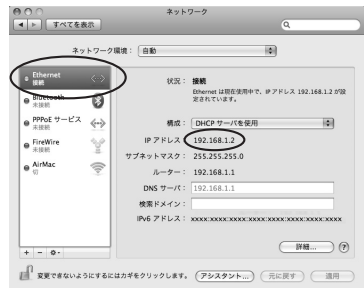 ネットワーク
すべてを表示
ネットワーク環境： 自動
Ethernet
接続
Bluetooth
未接続
PPPoE サービス
未接続
FireWire
未接続
AirMac
切
状況： 接続
Ethernet は現在使用中で、IP アドレス 192.168.1.2 が設
定されています。
構成： DHCP サーバを使用
IP アドレス： 192.168.1.2
サブネットマスク： 255.255.255.0
ルーター： 192.168.1.1
DNS サーバ： 192.168.1.1
検索ドメイン：
IPv6 アドレス： xxxx:xxxx:xxxx:xxxx:xxxx:xxxx:xxxx:xxxx
詳細...
?
変更できないようにするにはカギをクリックします。
アシスタント...
元に戻す
適用